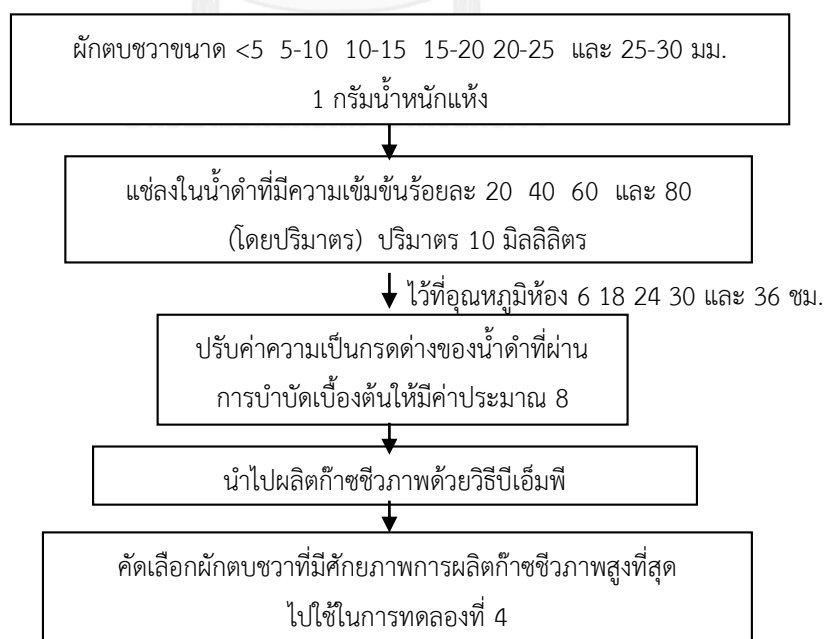 ผักตบชวาขนาด <5 5-10 10-15 15-20 20-25 และ 25-30 มม.
1 กรัมน้ำหนักแห้ง
แช่ลงในน้ำดำที่มีความเข้มข้นร้อยละ 20 40 60 และ 80
(โดยปริมาตร) ปริมาตร 10 มิลลิลิตร
ไว้ที่อุณหภูมิห้อง 6 18 24 30 และ 36 ชม.
ปรับค่าความเป็นกรดด่างของน้ำดำที่ผ่าน
การบำบัดเบื้องต้นให้มีค่าประมาณ 8
นำไปผลิตก๊าซชีวภาพด้วยวิธีบีเอ็มพี
คัดเลือกผักตบชวาที่มีศักยภาพการผลิตก๊าซชีวภาพสูงที่สุด
ไปใช้ในการทดลองที่ 4